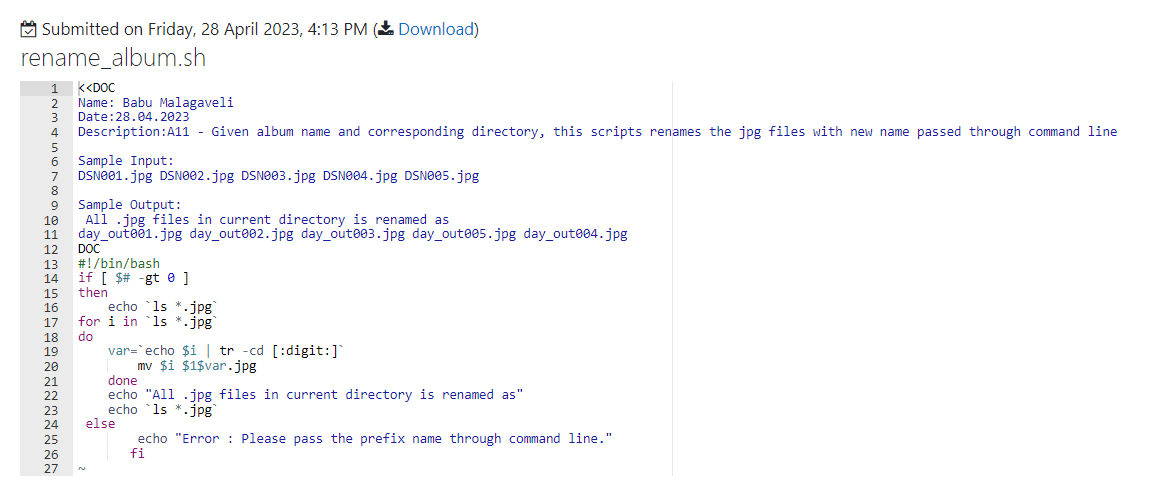 Submitted on Friday, 28 April 2023, 4:13 PM (Download)
rename_album.sh
1 <<DOC
2 Name: Babu Malagaveli
3 Date:28.04.2023
4 Description:A11 - Given album name and corresponding directory, this scripts renames the jpg files with new name passed through command line
5
6 Sample Input:
7 DSN001.jpg DSN002.jpg DSN003.jpg DSN004.jpg DSN005.jpg
8
9 Sample Output:
10  All .jpg files in current directory is renamed as
11 day_out001.jpg day_out002.jpg day_out003.jpg day_out005.jpg day_out004.jpg
12 DOC
13 #!/bin/bash
14 if [ $# -gt 0 ]
15 then
16     echo `ls *.jpg`
17 for i in `ls *.jpg`
18 do
19     var=`echo $i | tr -cd [:digit:]`
20         mv $i $1$var.jpg
21     done
22     echo "All .jpg files in current directory is renamed as"
23     echo `ls *.jpg`
24  else
25         echo "Error : Please pass the prefix name through command line."
26        fi
27 ~